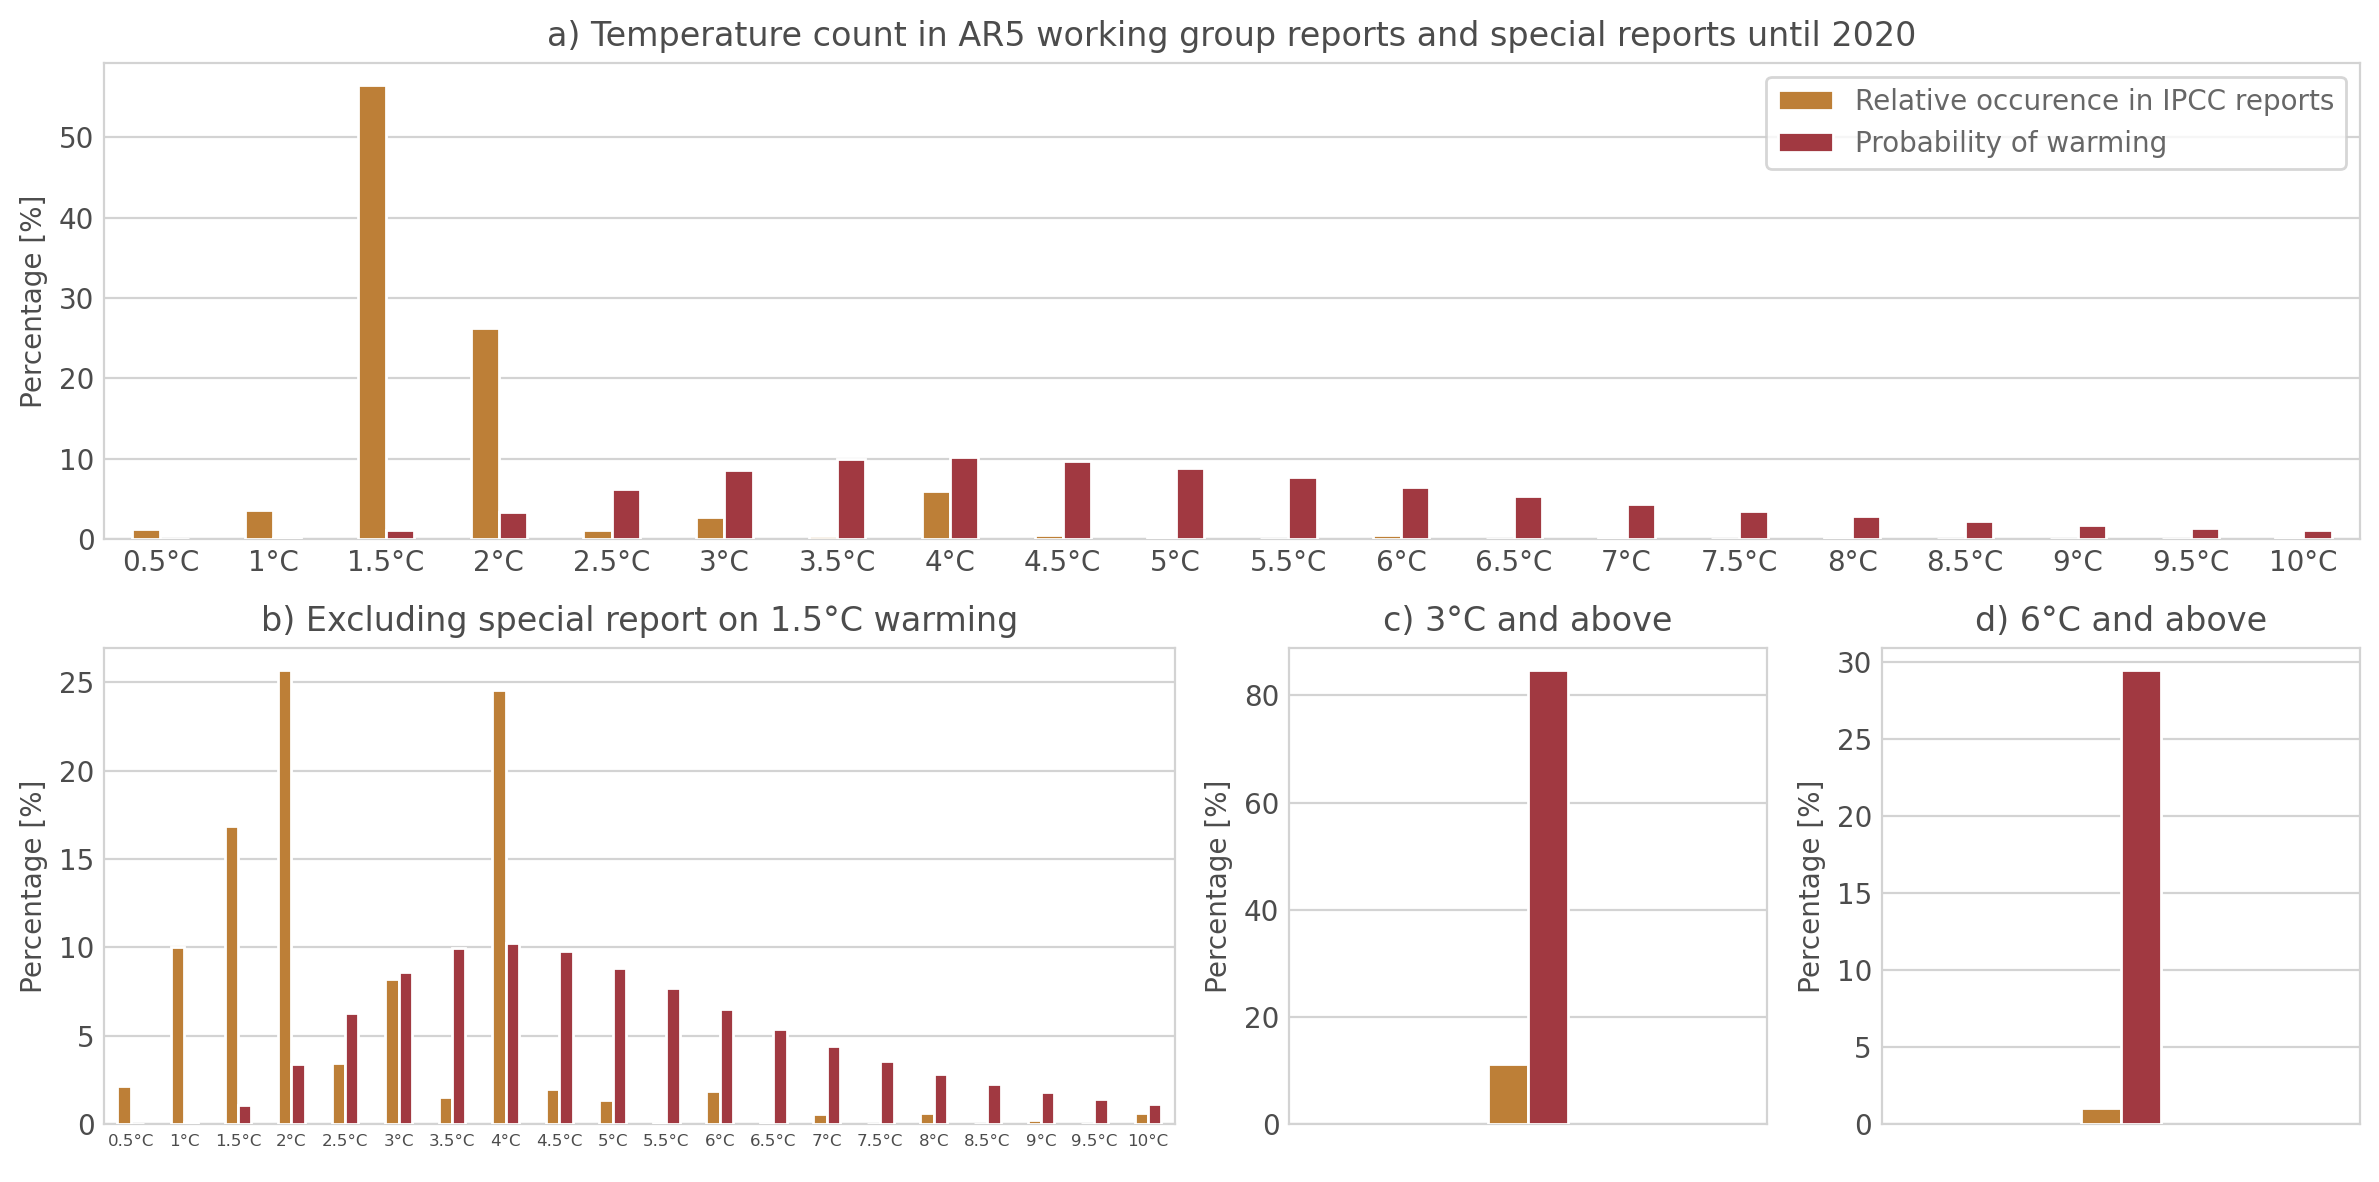 a) Temperature count in AR5 working group reports and special reports until 2020
Relative occurence in IPCC reports
Probability of warming
Percentage [%]
50
40
30
20
10
0
0.5°C 1°C 1.5°C 2°C 2.5°C 3°C 3.5°C 4°C 4.5°C 5°C 5.5°C 6°C 6.5°C 7°C 7.5°C 8°C 8.5°C 9°C 9.5°C 10°C
b) Excluding special report on 1.5°C warming
Percentage [%]
25
20
15
10
5
0
0.5°C 1°C 1.5°C 2°C 2.5°C 3°C 3.5°C 4°C 4.5°C 5°C 5.5°C 6°C 6.5°C 7°C 7.5°C 8°C 8.5°C 9°C 9.5°C 10°C
c) 3°C and above
Percentage [%]
80
60
40
20
0
d) 6°C and above
Percentage [%]
30
25
20
15
10
5
0